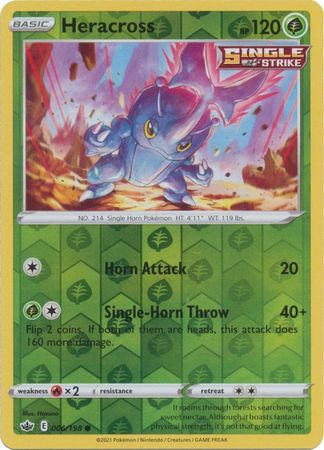 BASIC Heracross HP 120
SINGLE STRIKE
NO. 214 Single Horn Pokémon HT: 4'11" WT: 119 lbs.
Horn Attack 20
Single-Horn Throw 40+
Flip 2 coins. If both of them are heads, this attack does
160 more damage.
weakness ×2 resistance retreat
Illus. Hasuno
E 006/198 ●
It roams forests searching for
sweet nectar. Although it boasts fantastic
physical strength, it's not that good at flying.
©2021 Pokémon / Nintendo / Creatures / GAME FREAK